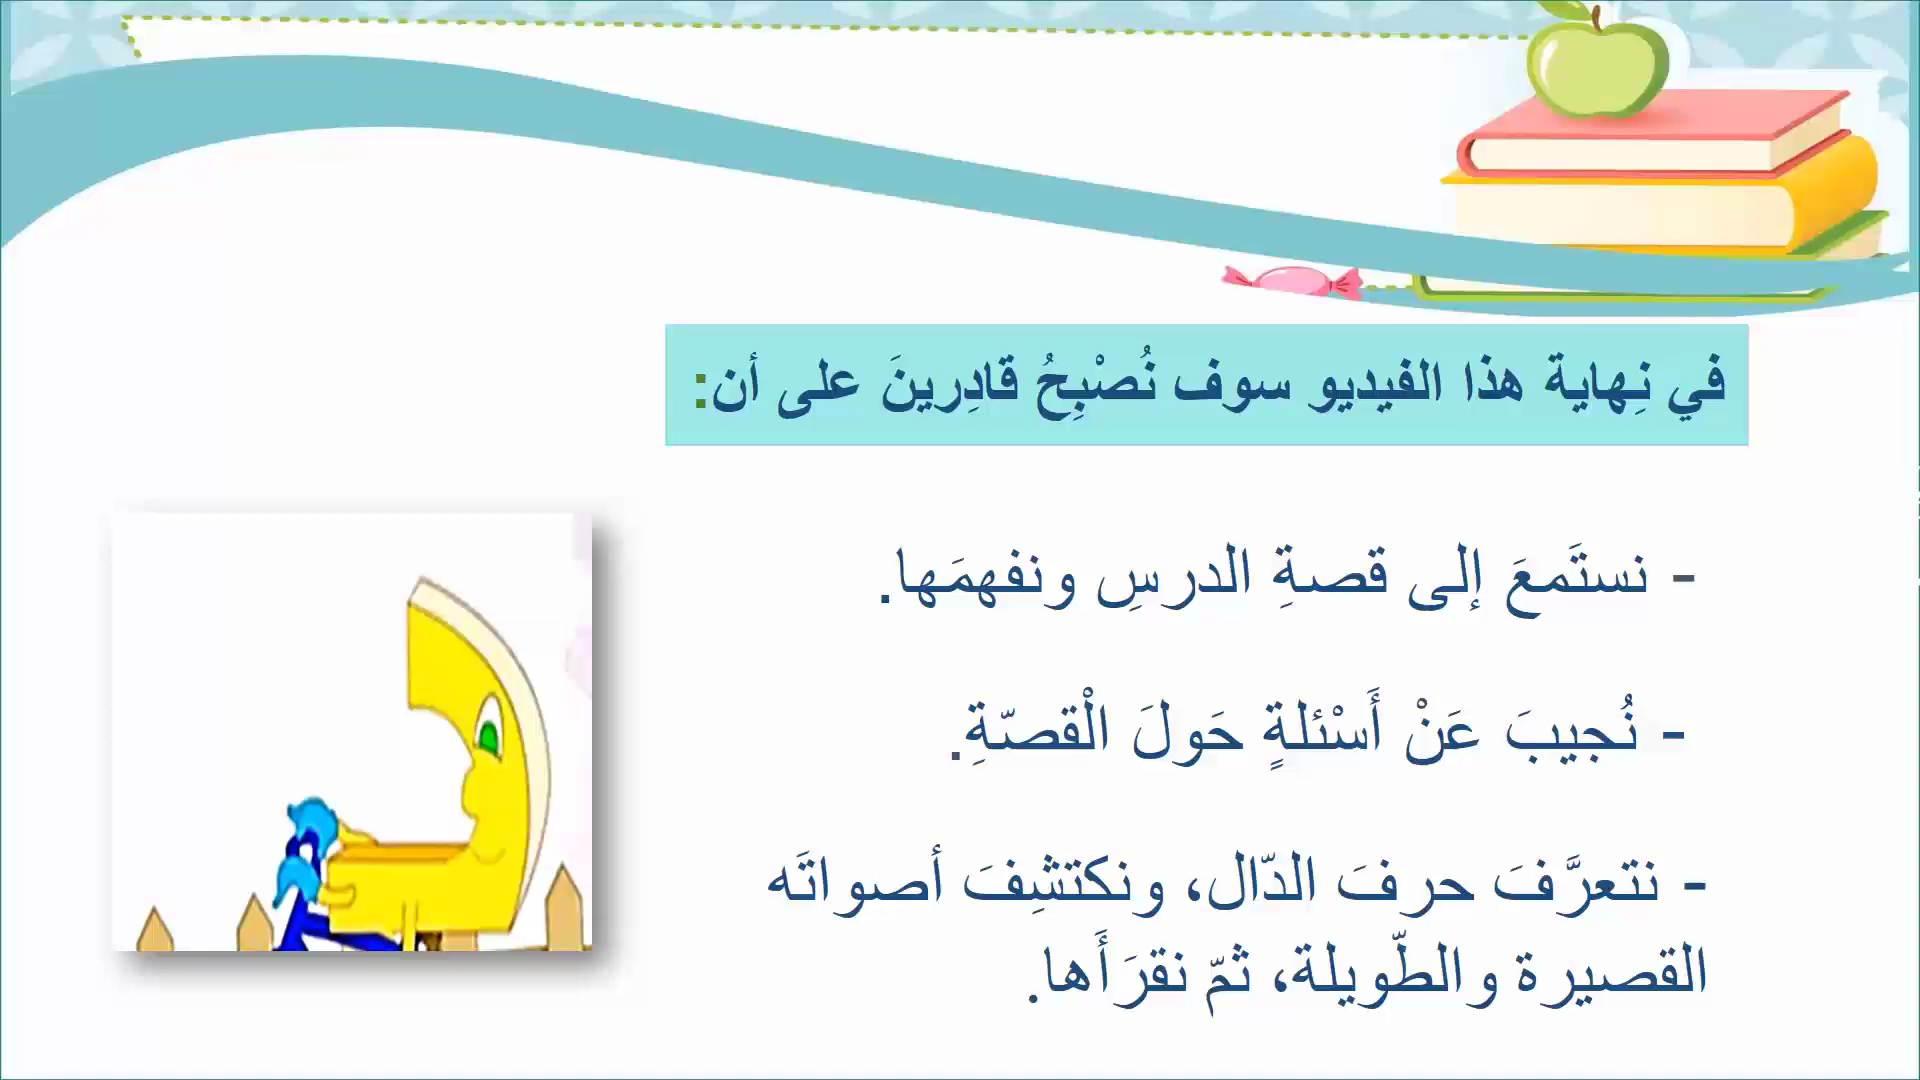 في نِهاية هذا الفيديو سوف نُصْبِحُ قادِرينَ على أن:
- نستَمعَ إلى قصةِ الدرسِ ونفهمَها.
- نُجيبَ عَنْ أَسْئلةٍ حَولَ الْقصّةِ.
- نتعرَّفَ حرفَ الدّال، ونكتشِفَ أصواتَه
القصيرة والطّويلة، ثمّ نقرَأَها.